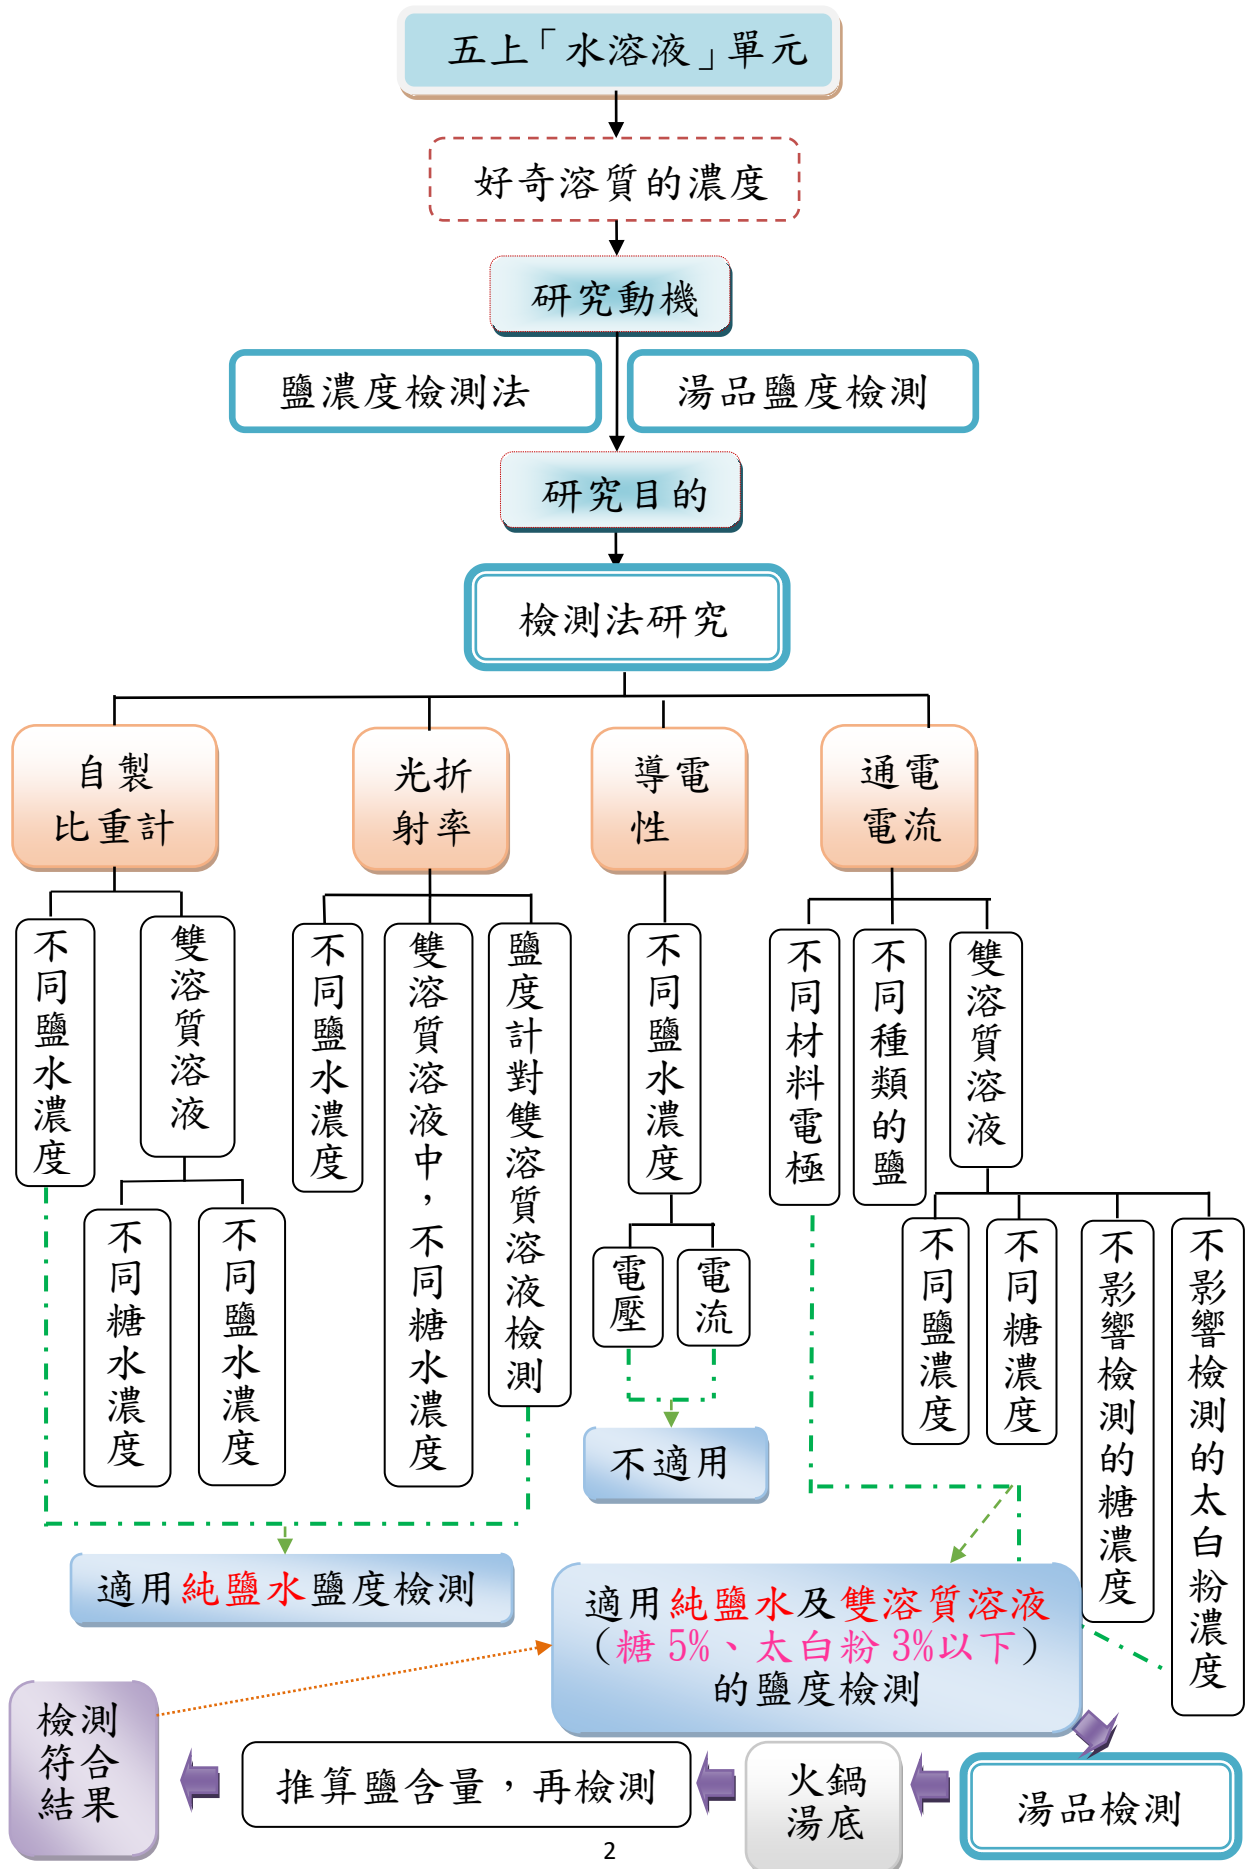 五上「水溶液」單元
好奇溶質的濃度
研究動機
鹽濃度檢測法
湯品鹽度檢測
研究目的
檢測法研究
自製
比重計
光折
射率
導電
性
通電
電流
不同鹽水濃度
雙溶質溶液
不同糖水濃度
不同鹽水濃度
不同鹽水濃度
雙溶質溶液中，不同糖水濃度
鹽度計對雙溶質溶液檢測
不同鹽水濃度
電壓
電流
不同材料電極
不同種類的鹽
雙溶質溶液
不同鹽濃度
不同糖濃度
不影響檢測的糖濃度
不影響檢測的太白粉濃度
不適用
適用純鹽水鹽度檢測
適用純鹽水及雙溶質溶液
（糖 5%、太白粉 3%以下）
的鹽度檢測
湯品檢測
火鍋
湯底
推算鹽含量，再檢測
檢測
符合
結果
2